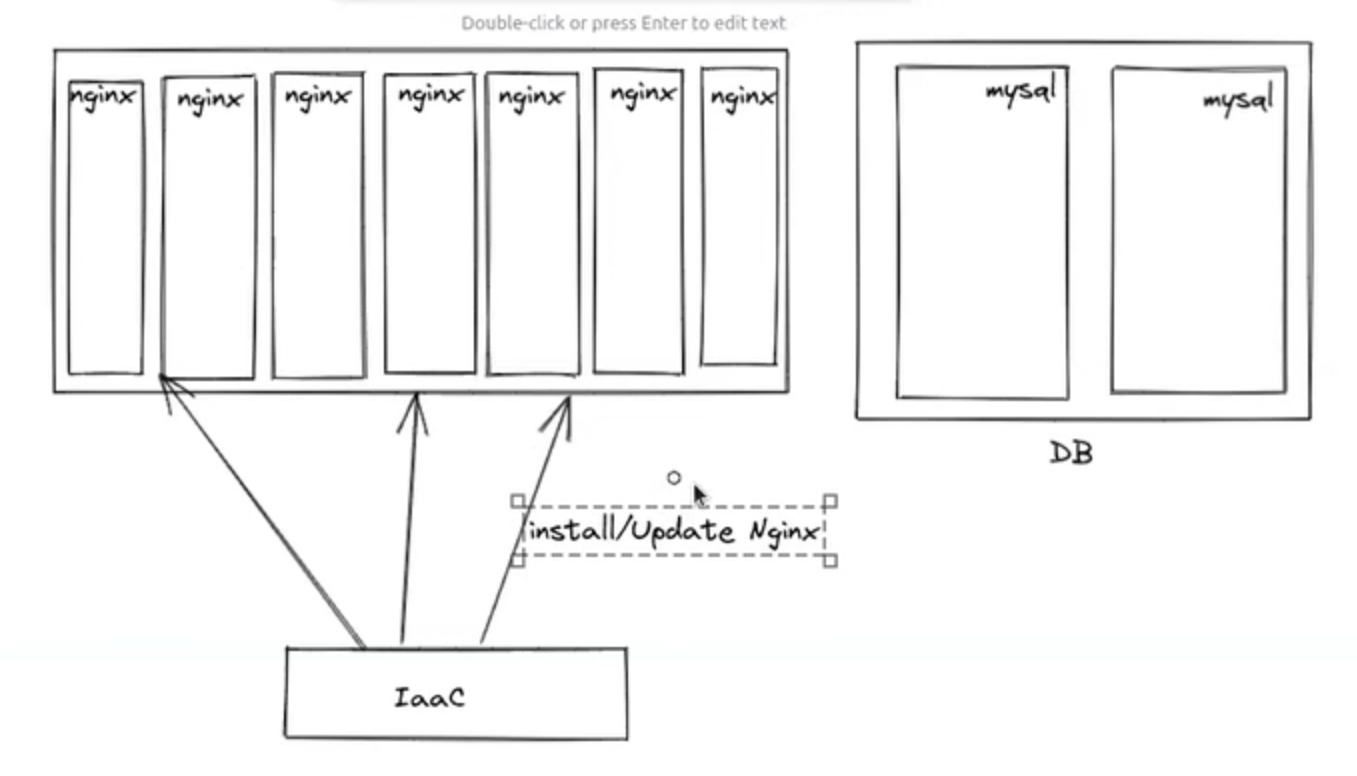 Double-click or press Enter to edit text
nginx nginx nginx nginx nginx nginx nginx
mysql mysql
DB
install/Update Nginx
IaaC